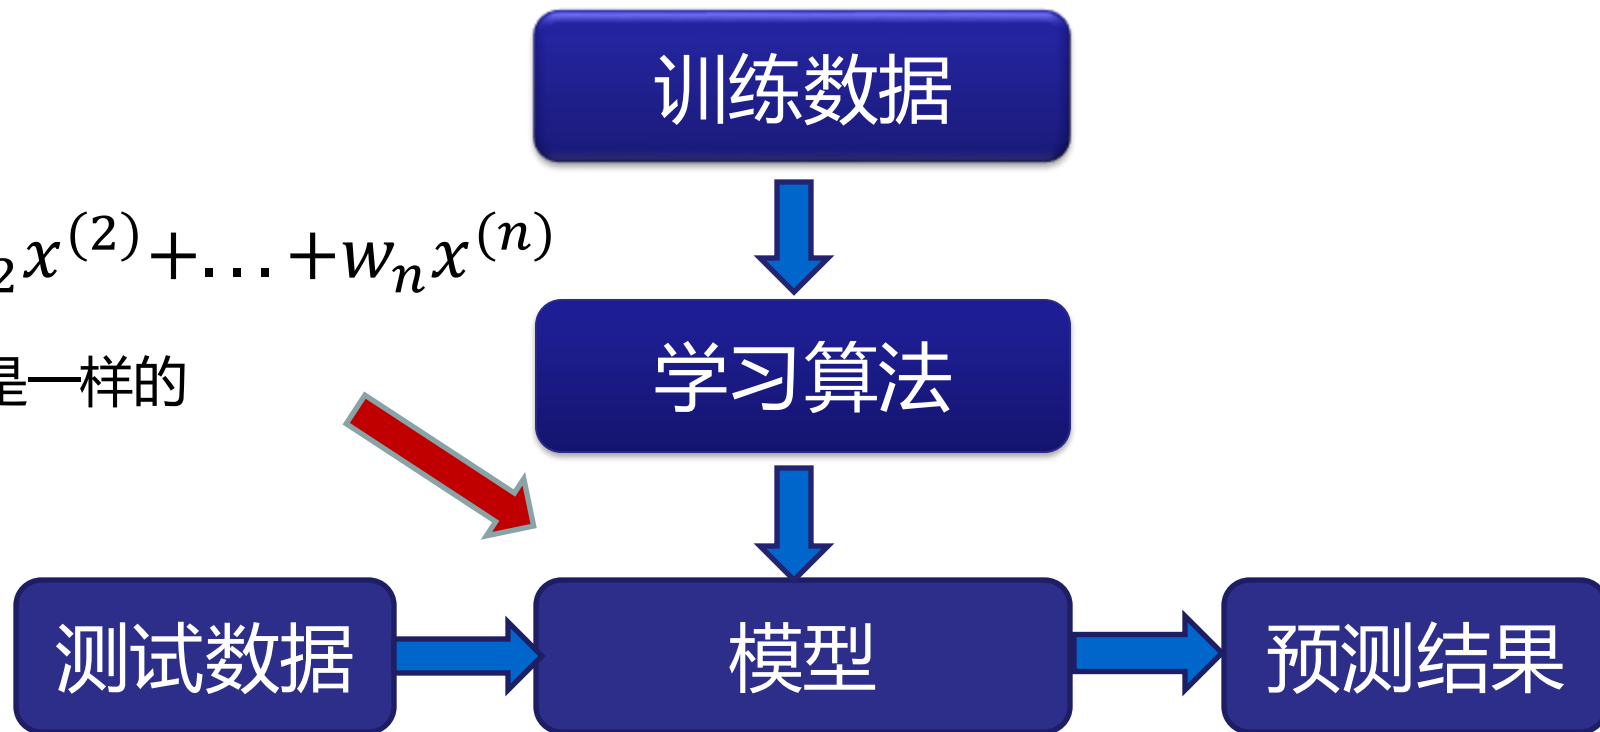 训练数据
₂x⁽²⁾+...+wₙx⁽ⁿ⁾
学习算法
是一样的
测试数据
模型
预测结果